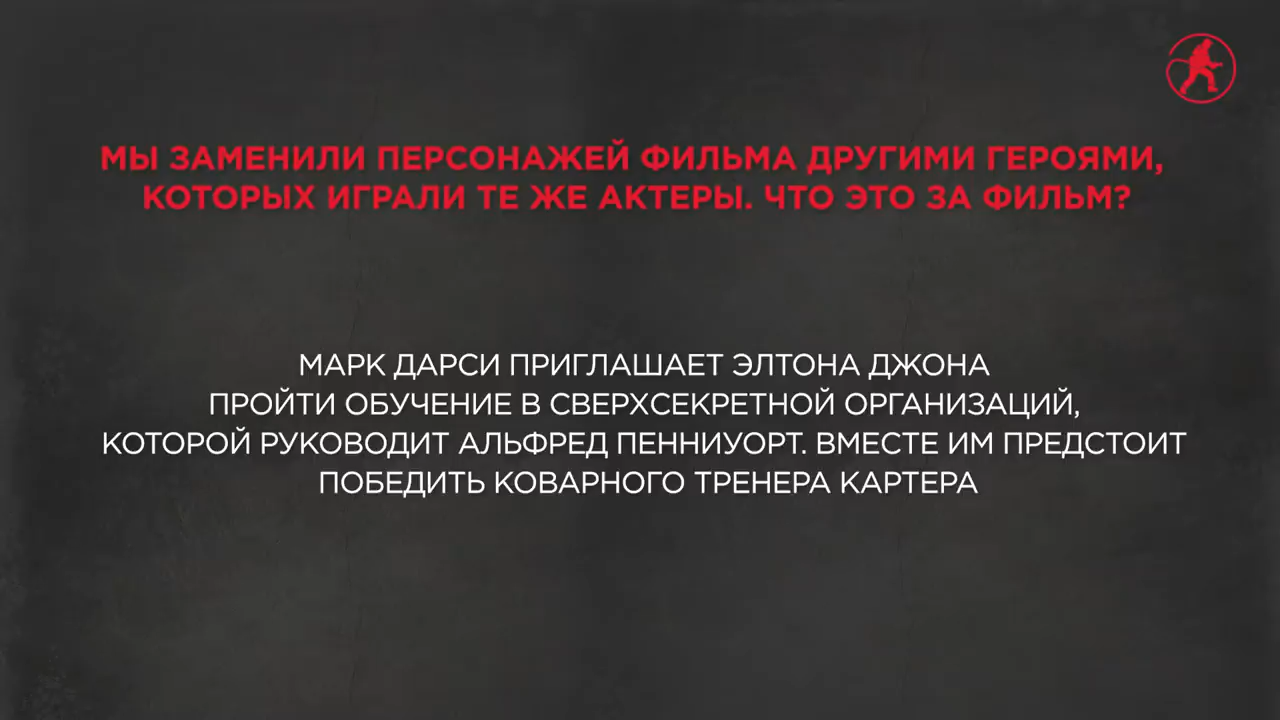 МЫ ЗАМЕНИЛИ ПЕРСОНАЖЕЙ ФИЛЬМА ДРУГИМИ ГЕРОЯМИ,
КОТОРЫХ ИГРАЛИ ТЕ ЖЕ АКТЕРЫ. ЧТО ЭТО ЗА ФИЛЬМ?
МАРК ДАРСИ ПРИГЛАШАЕТ ЭЛТОНА ДЖОНА
ПРОЙТИ ОБУЧЕНИЕ В СВЕРХСЕКРЕТНОЙ ОРГАНИЗАЦИЙ,
КОТОРОЙ РУКОВОДИТ АЛЬФРЕД ПЕННИУОРТ. ВМЕСТЕ ИМ ПРЕДСТОИТ
ПОБЕДИТЬ КОВАРНОГО ТРЕНЕРА КАРТЕРА